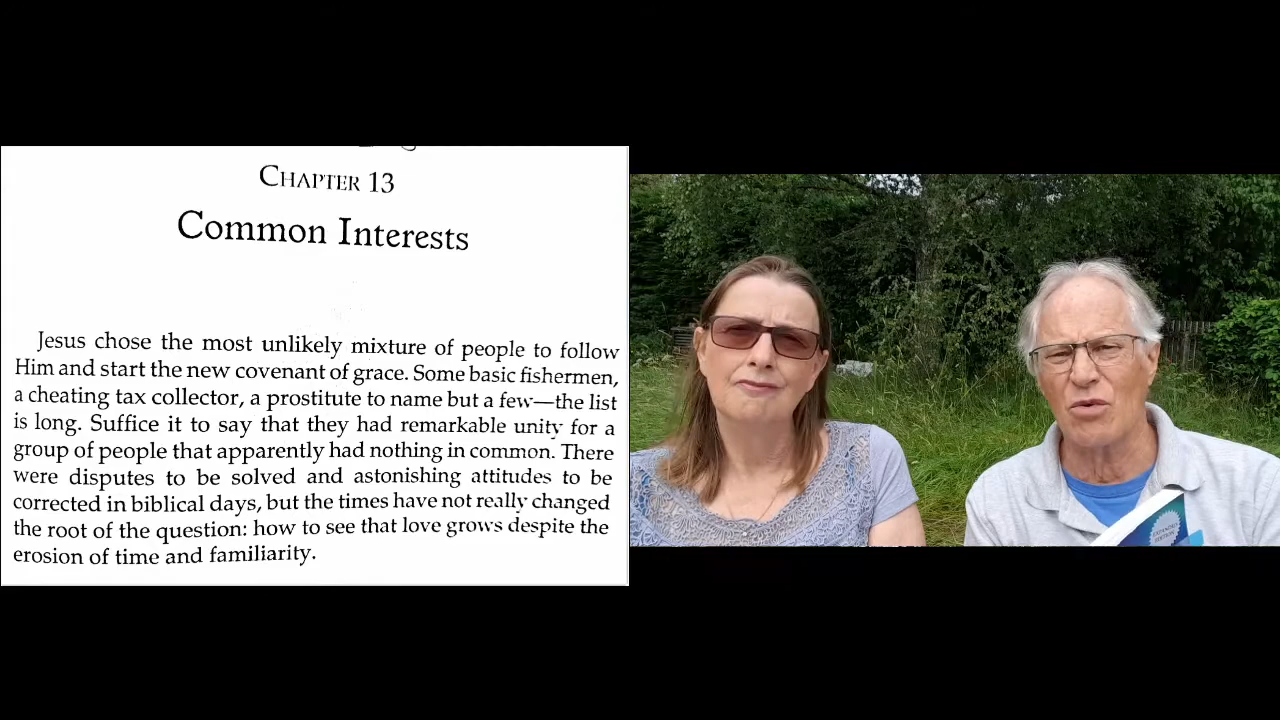 CHAPTER 13
Common Interests
Jesus chose the most unlikely mixture of people to follow
Him and start the new covenant of grace. Some basic fishermen,
a cheating tax collector, a prostitute to name but a few—the list
is long. Suffice it to say that they had remarkable unity for a
group of people that apparently had nothing in common. There
were disputes to be solved and astonishing attitudes to be
corrected in biblical days, but the times have not really changed
the root of the question: how to see that love grows despite the
erosion of time and familiarity.
EXPANDED
EDITION